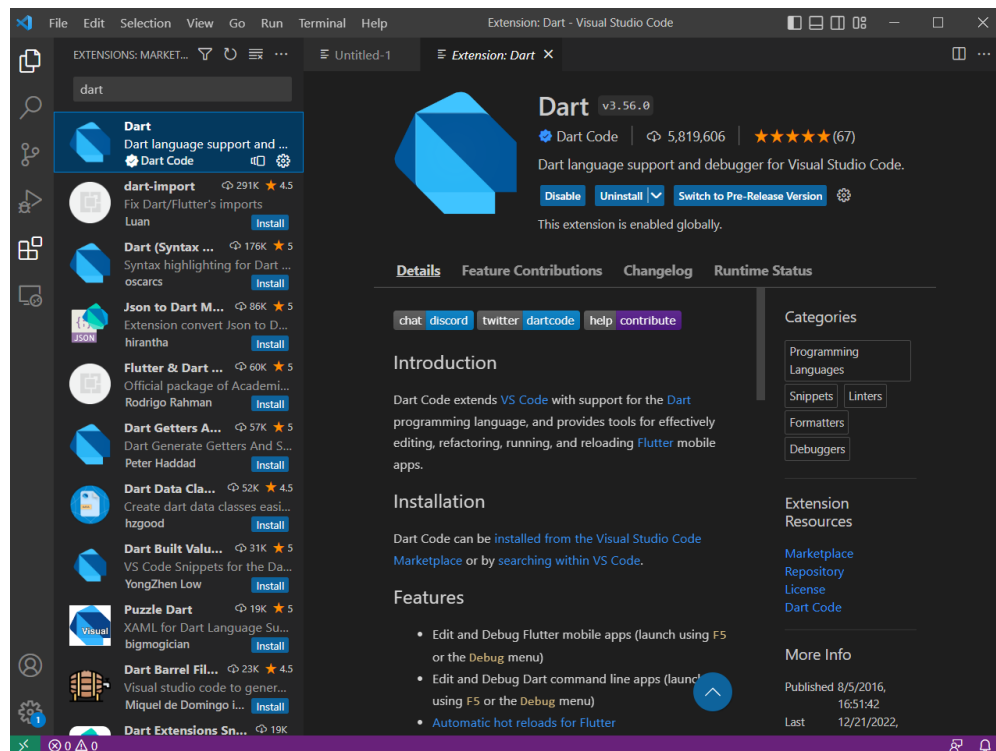 File Edit Selection View Go Run Terminal Help Extension: Dart - Visual Studio Code
EXTENSIONS: MARKET...
Untitled-1
Extension: Dart
dart
Dart
Dart language support and ...
Dart Code
dart-import 291K 4.5
Fix Dart/Flutter's imports
Luan Install
Dart (Syntax ... 176K 5
Syntax highlighting for Dart ...
oscarcs Install
Json to Dart M... 86K 5
Extension convert Json to D...
hirantha Install
JSON
Flutter & Dart ... 60K 5
Official package of Academi...
Rodrigo Rahman Install
Dart Getters A... 57K 5
Dart Generate Getters And S...
Peter Haddad Install
Dart Data Cla... 52K 4.5
Create dart data classes easi...
hzgood Install
Dart Built Valu... 31K 5
VS Code Snippets for the Da...
YongZhen Low Install
Puzzle Dart 19K 5
XAML for Dart Language Su...
bigmogician Install
Visual
Dart Barrel Fil... 23K 4.5
Visual studio code to gener...
Miquel de Domingo i... Install
Dart Extensions Sn... 19K
Dart v3.56.0
Dart Code 5,819,606 (67)
Dart language support and debugger for Visual Studio Code.
Disable Uninstall Switch to Pre-Release Version
This extension is enabled globally.
Details Feature Contributions Changelog Runtime Status
chat discord twitter dartcode help contribute
Introduction
Dart Code extends VS Code with support for the Dart
programming language, and provides tools for effectively
editing, refactoring, running, and reloading Flutter mobile
apps.
Installation
Dart Code can be installed from the Visual Studio Code
Marketplace or by searching within VS Code.
Features
• Edit and Debug Flutter mobile apps (launch using F5
or the Debug menu)
• Edit and Debug Dart command line apps (launch
using F5 or the Debug menu)
• Automatic hot reloads for Flutter
Categories
Programming
Languages
Snippets Linters
Formatters
Debuggers
Extension
Resources
Marketplace
Repository
License
Dart Code
More Info
Published 8/5/2016,
16:51:42
Last 12/21/2022,
1
0 0